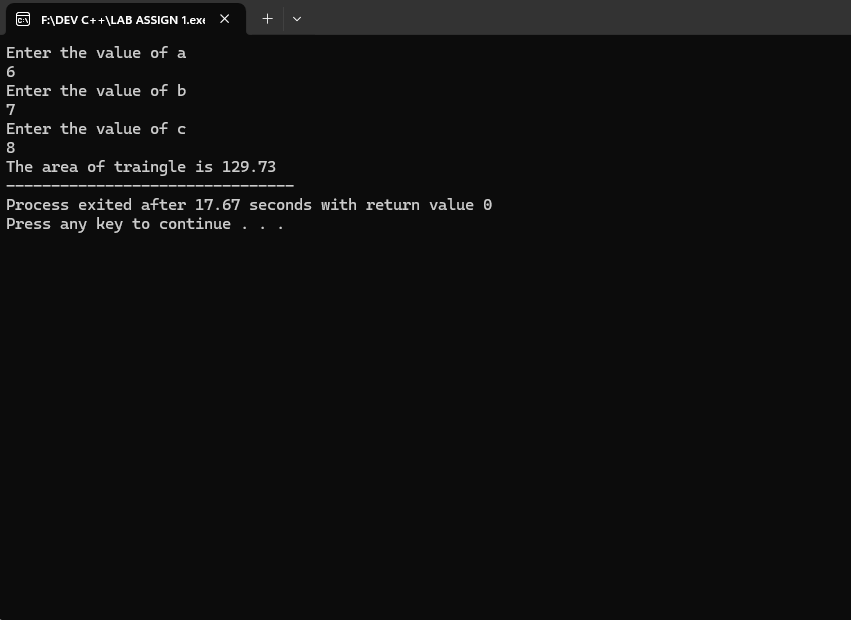 F:\DEV C++\LAB ASSIGN 1.exe
Enter the value of a
6
Enter the value of b
7
Enter the value of c
8
The area of traingle is 129.73
--------------------------------
Process exited after 17.67 seconds with return value 0
Press any key to continue . . .